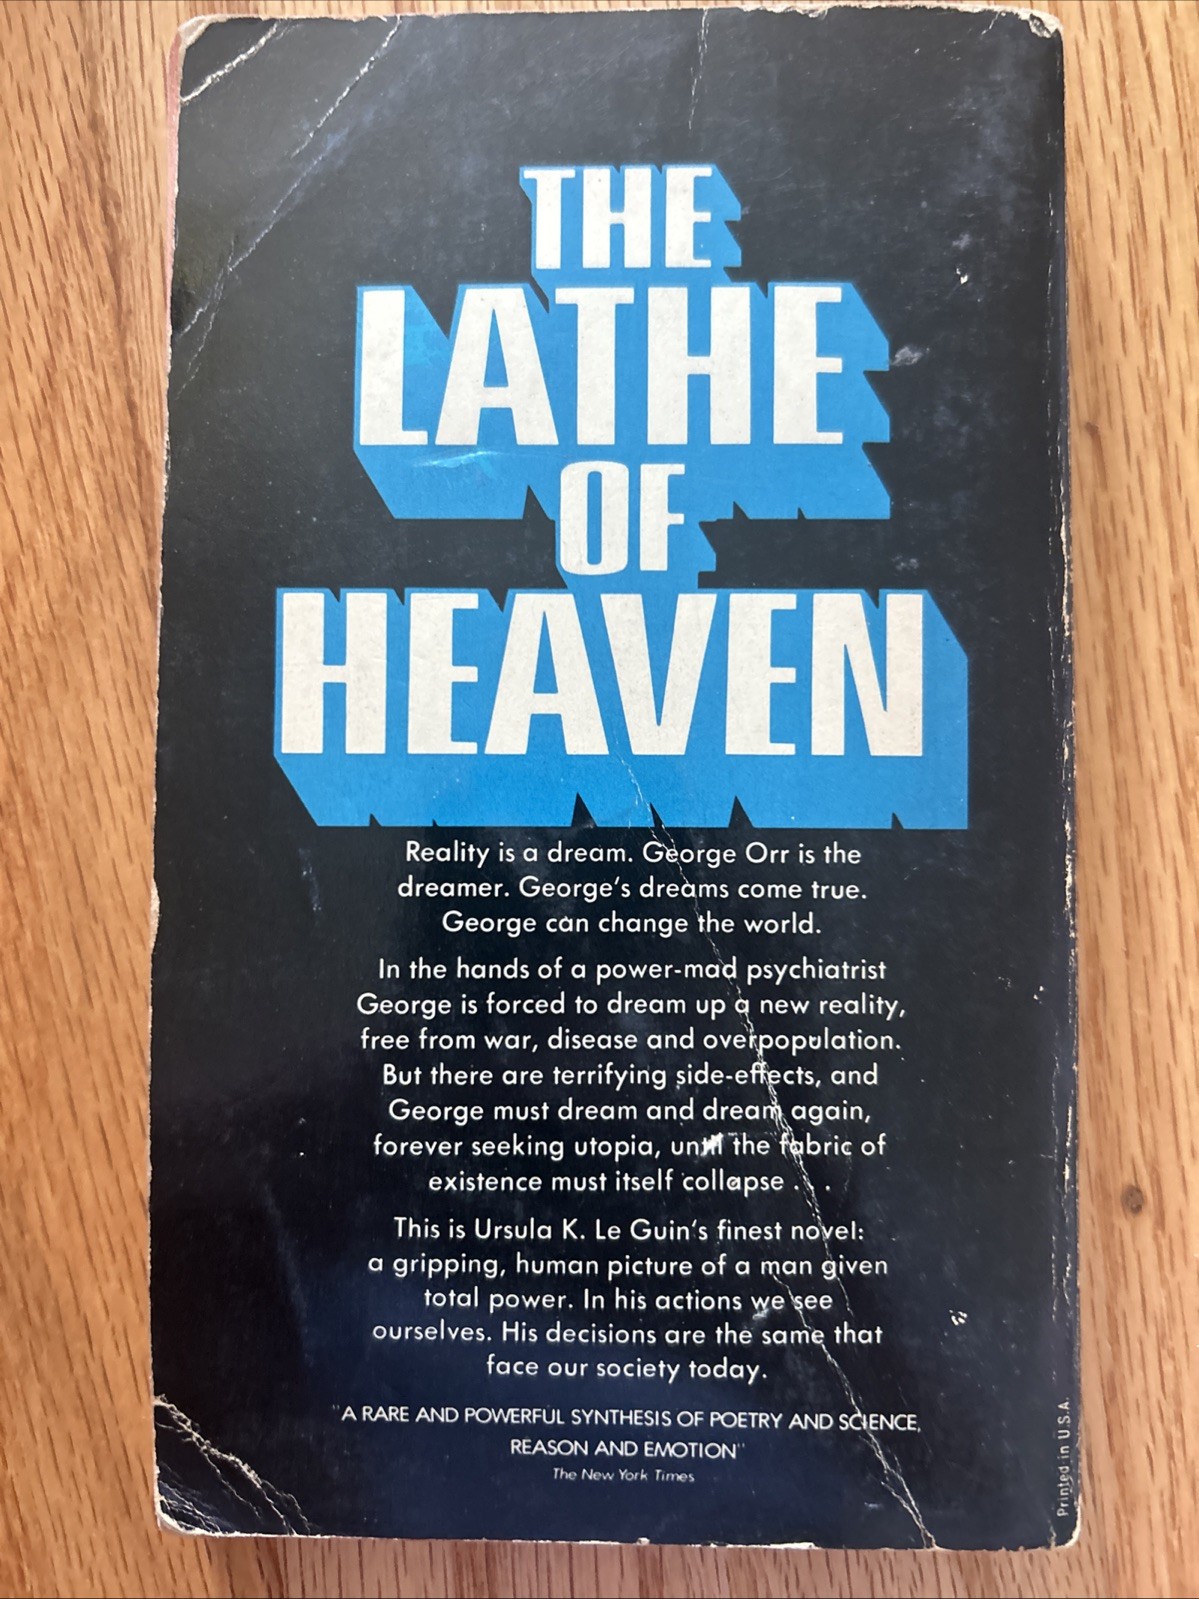 THE
LATHE
OF
HEAVEN
Reality is a dream. George Orr is the
dreamer. George's dreams come true.
George can change the world.
In the hands of a power-mad psychiatrist
George is forced to dream up a new reality,
free from war, disease and overpopulation.
But there are terrifying side-effects, and
George must dream and dream again,
forever seeking utopia, until the fabric of
existence must itself collapse . . .
This is Ursula K. Le Guin's finest novel:
a gripping, human picture of a man given
total power. In his actions we see
ourselves. His decisions are the same that
face our society today.
"A RARE AND POWERFUL SYNTHESIS OF POETRY AND SCIENCE,
REASON AND EMOTION"
The New York Times
Printed in U.S.A.